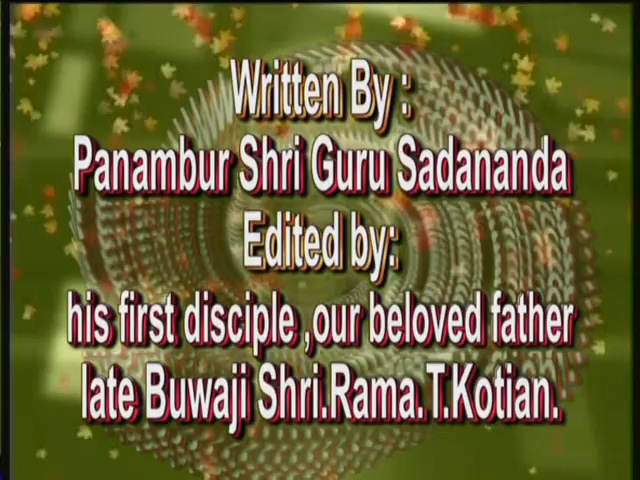 Written By :
Panambur Shri Guru Sadananda
Edited by:
his first disciple ,our beloved father
late Buwaji Shri.Rama.T.Kotian.